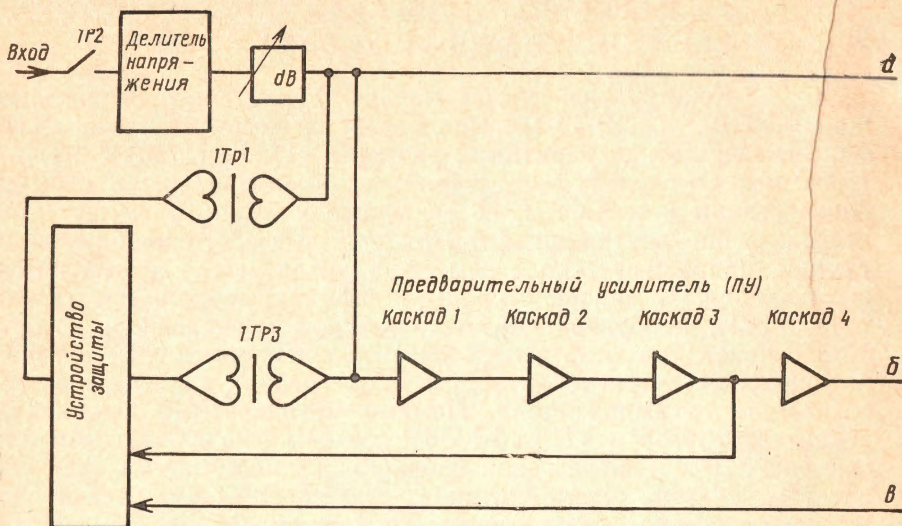 Вход
1Р2
Делитель
напря-
жения
dB
а
1Тр1
Предварительный усилитель (ПУ)
Каскад 1 Каскад 2 Каскад 3 Каскад 4
1ТР3
Устройство
защиты
б
в